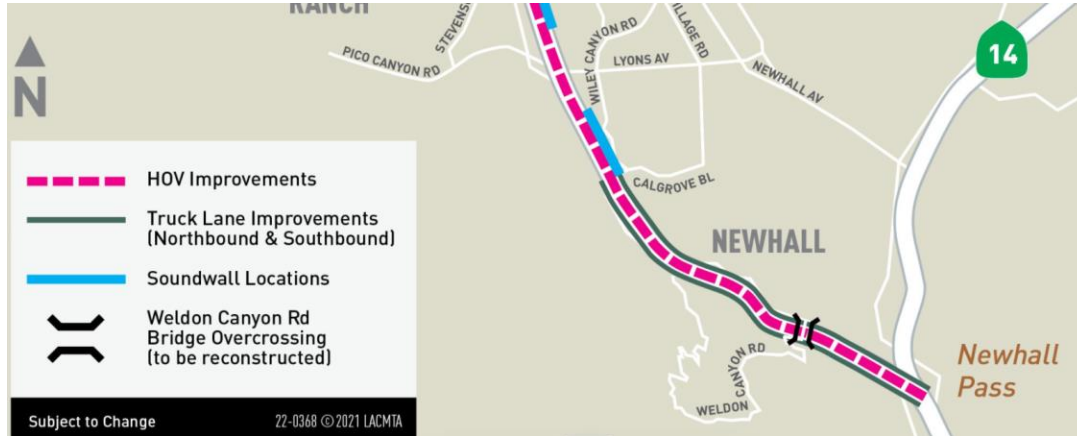 RANCH
STEVENS
PICO CANYON RD
WILEY CANYON RD
VILLAGE RD
LYONS AV
NEWHALL AV
14
N
CALGROVE BL
NEWHALL
HOV Improvements
Truck Lane Improvements
(Northbound & Southbound)
Soundwall Locations
Weldon Canyon Rd
Bridge Overcrossing
(to be reconstructed)
WELDON
CANYON RD
Newhall
Pass
Subject to Change
22-0368 ©2021 LACMTA